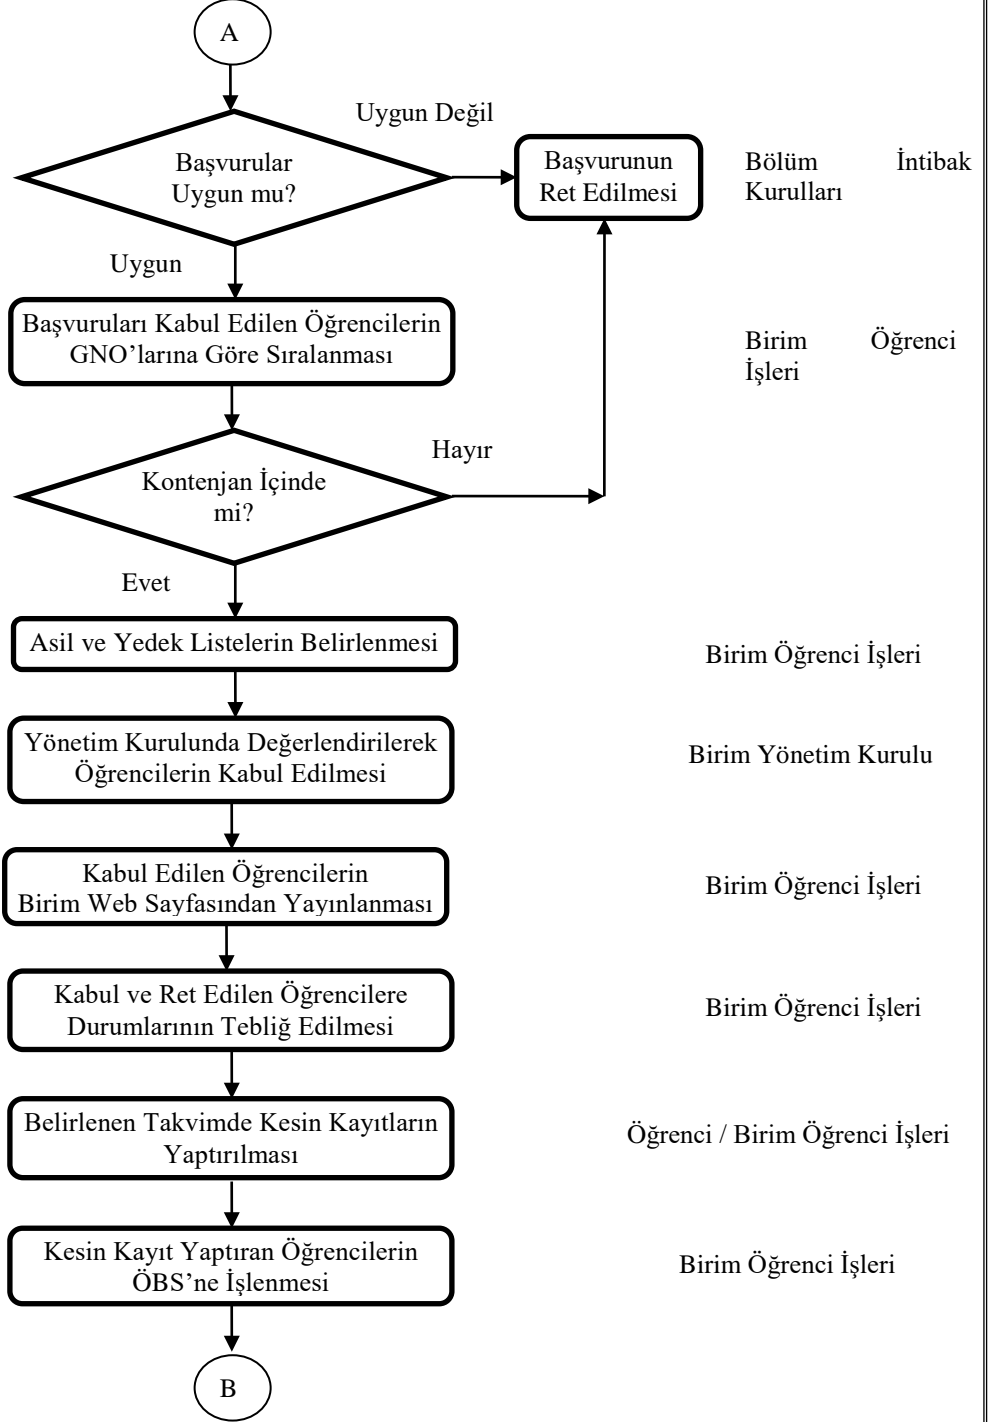 A
Uygun Değil
Başvurular
Uygun mu?
Başvurunun
Ret Edilmesi
Bölüm İntibak
Kurulları
Uygun
Başvuruları Kabul Edilen Öğrencilerin
GNO’larına Göre Sıralanması
Birim Öğrenci
İşleri
Hayır
Kontenjan İçinde
mi?
Evet
Asil ve Yedek Listelerin Belirlenmesi
Birim Öğrenci İşleri
Yönetim Kurulunda Değerlendirilerek
Öğrencilerin Kabul Edilmesi
Birim Yönetim Kurulu
Kabul Edilen Öğrencilerin
Birim Web Sayfasından Yayınlanması
Birim Öğrenci İşleri
Kabul ve Ret Edilen Öğrencilere
Durumlarının Tebliğ Edilmesi
Birim Öğrenci İşleri
Belirlenen Takvimde Kesin Kayıtların
Yaptırılması
Öğrenci / Birim Öğrenci İşleri
Kesin Kayıt Yaptıran Öğrencilerin
ÖBS’ne İşlenmesi
Birim Öğrenci İşleri
B